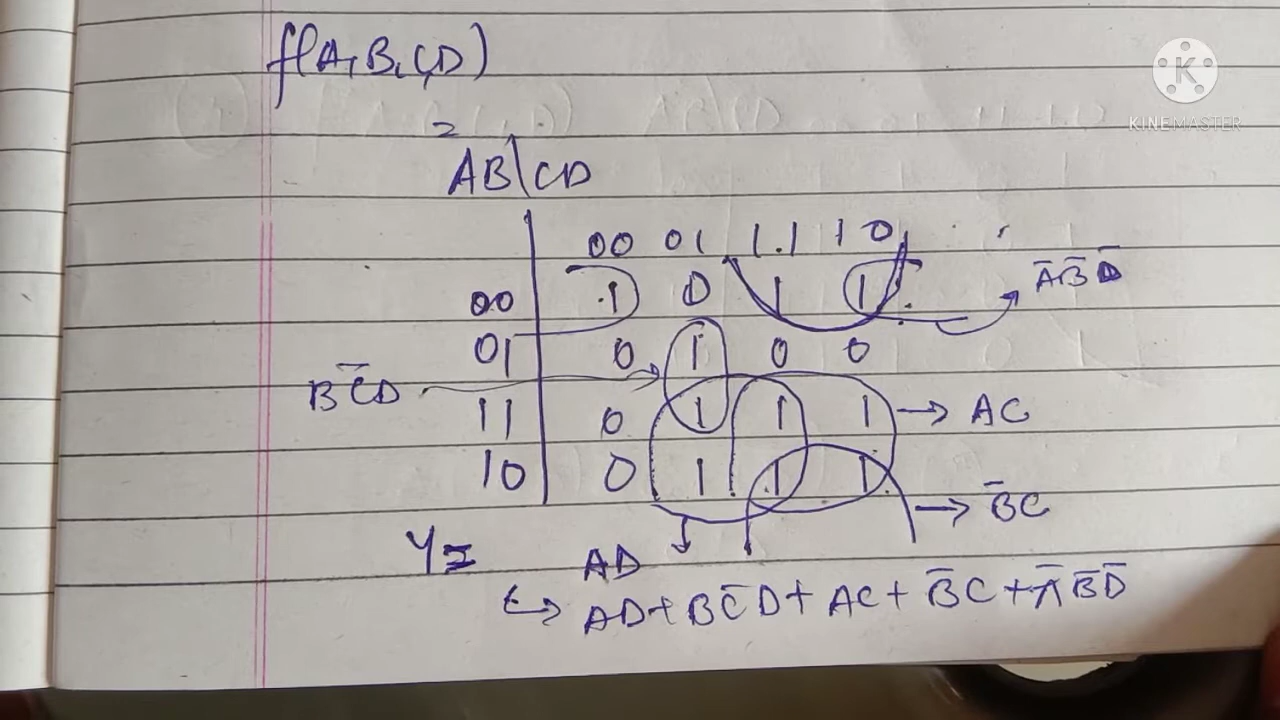 f(A,B,C,D)
=
KINEMASTER
AB\CD
00 01 11 10
00 1 0 1 1 A̅B̅D̅
01 0 1 0 0
BC̅D
11 0 1 1 1 → AC
10 0 1 1 1
→ B̅C
Y= AD
↪ AD+BC̅D+AC+B̅C+A̅B̅D̅